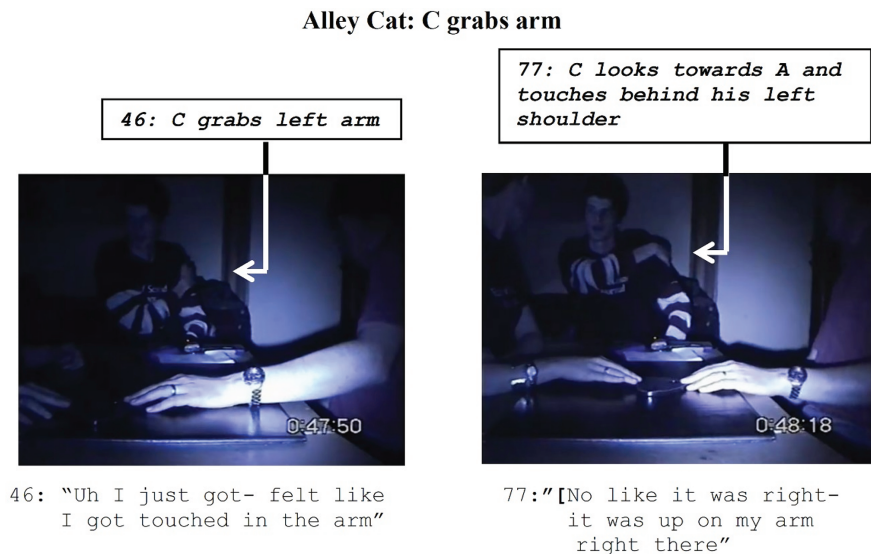 Alley Cat: C grabs arm
46: C grabs left arm
77: C looks towards A and
touches behind his left
shoulder
0:47:50
0:48:18
46: “Uh I just got- felt like
I got touched in the arm”
77:”[No like it was right-
it was up on my arm
right there”